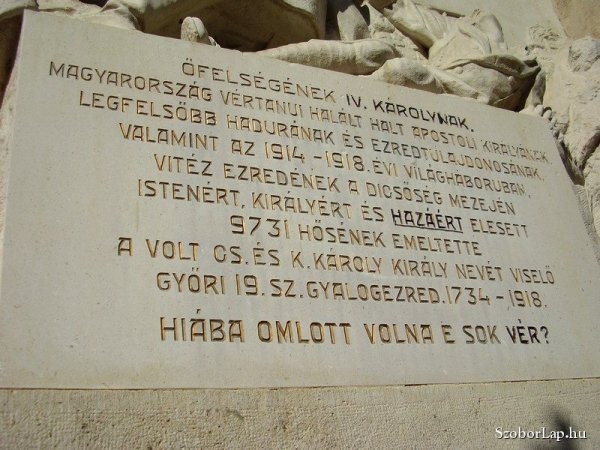 ŐFELSÉGÉNEK IV. KÁROLYNAK.
MAGYARORSZÁG VÉRTANUI HALÁLT HALT APOSTOLI KIRÁLYÁNAK
LEGFELSŐBB HADURÁNAK ÉS EZREDTULAJDONOSÁNAK,
VALAMINT AZ 1914-1918. ÉVI VILÁGHÁBORUBAN,
VITÉZ EZREDÉNEK A DICSŐSÉG MEZEJÉN
ISTENÉRT, KIRÁLYÉRT ÉS HAZÁÉRT ELESETT
9731 HŐSÉNEK EMELTETTE
A VOLT CS. ÉS K. KÁROLY KIRÁLY NEVÉT VISELŐ
GYŐRI 19. SZ. GYALOGEZRED. 1734-1918.
HIÁBA OMLOTT VOLNA E SOK VÉR?
SzoborLap.hu